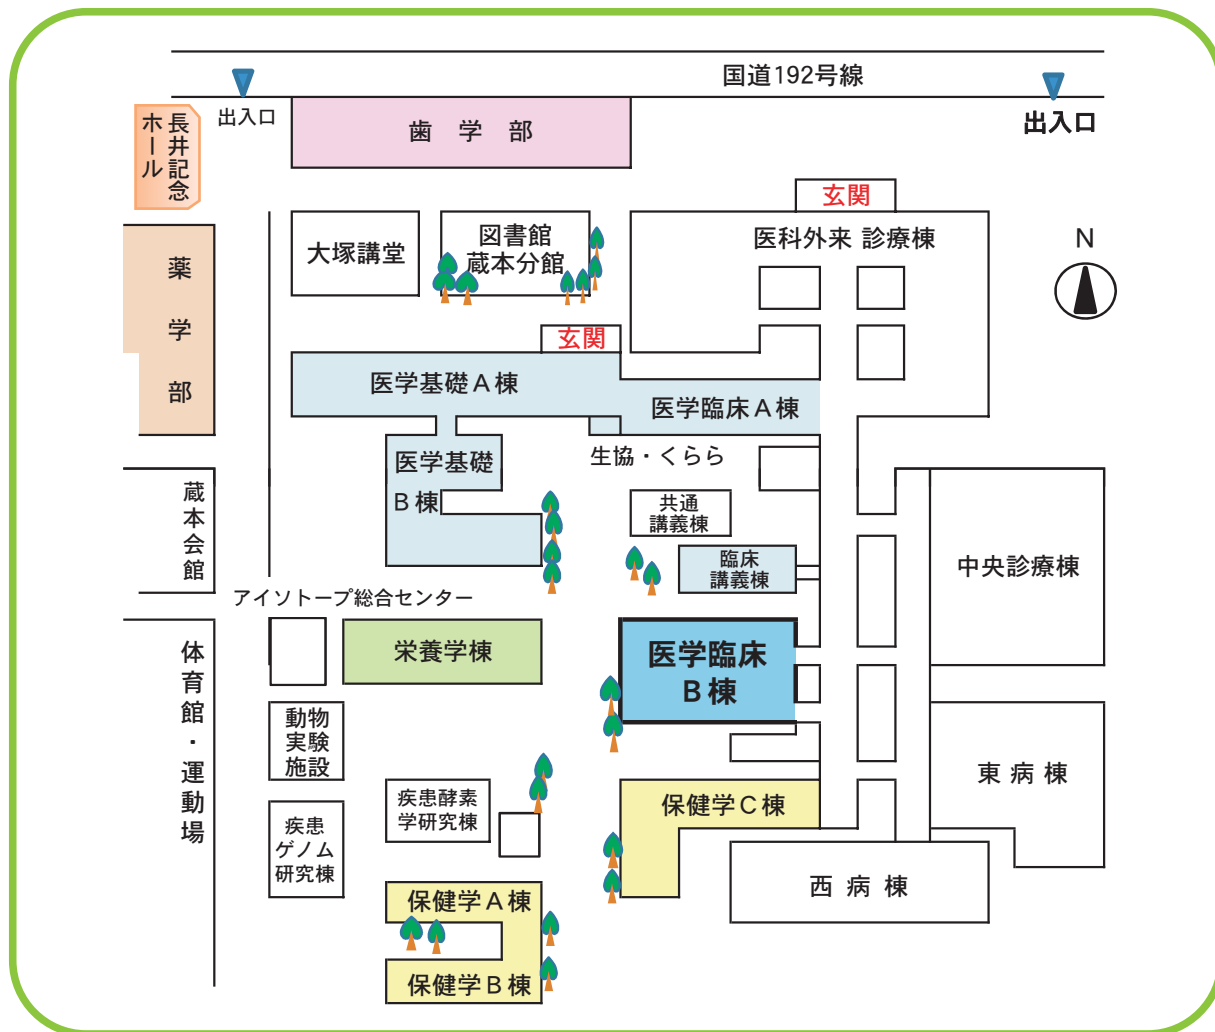 国道192号線
出入口
出入口
長井記念
ホール
歯学部
玄関
医科外来 診療棟
大塚講堂
図書館
蔵本分館
N
薬学部
玄関
医学基礎A棟
医学臨床A棟
生協・くらら
医学基礎
B棟
蔵本会館
共通
講義棟
臨床
講義棟
中央診療棟
アイソトープ総合センター
栄養学棟
医学臨床
B棟
体育館・運動場
動物
実験
施設
東病棟
疾患酵素
学研究棟
保健学C棟
疾患
ゲノム
研究棟
西病棟
保健学A棟
保健学B棟